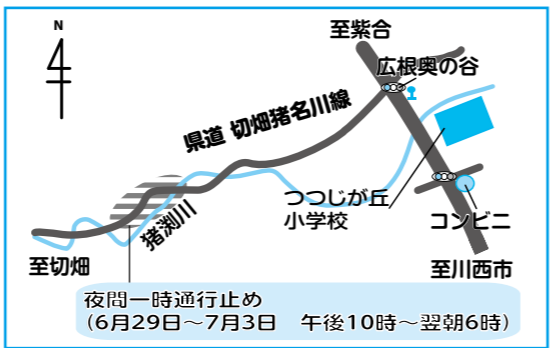 N
至紫合
広根奥の谷
県道 切畑猪名川線
つつじが丘
小学校
猪渕川
コンビニ
至切畑
至川西市
夜間一時通行止め
(6月29日~7月3日 午後10時~翌朝6時)